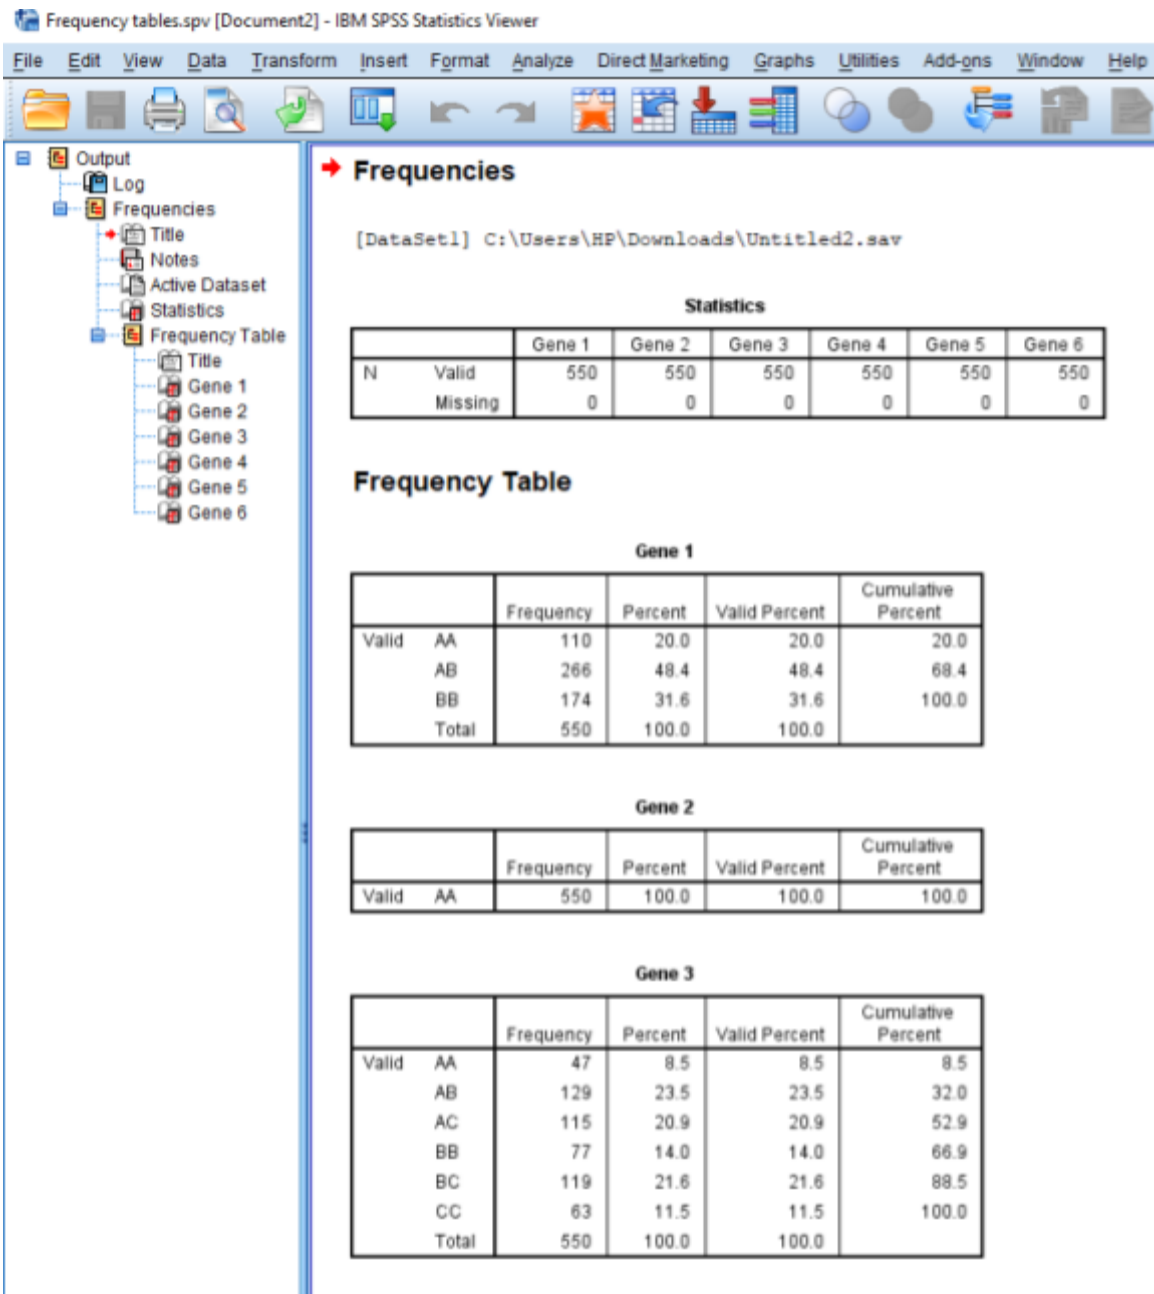 Frequency tables.spv [Document2] - IBM SPSS Statistics Viewer
File Edit View Data Transform Insert Format Analyze Direct Marketing Graphs Utilities Add-ons Window Help
Output
Log
Frequencies
Title
Notes
Active Dataset
Statistics
Frequency Table
Title
Gene 1
Gene 2
Gene 3
Gene 4
Gene 5
Gene 6
Frequencies
[DataSet1] C:\Users\HP\Downloads\Untitled2.sav
Statistics
Gene 1 Gene 2 Gene 3 Gene 4 Gene 5 Gene 6
N Valid 550 550 550 550 550 550
Missing 0 0 0 0 0 0
Frequency Table
Gene 1
Frequency Percent Valid Percent Cumulative Percent
Valid AA 110 20.0 20.0 20.0
AB 266 48.4 48.4 68.4
BB 174 31.6 31.6 100.0
Total 550 100.0 100.0
Gene 2
Frequency Percent Valid Percent Cumulative Percent
Valid AA 550 100.0 100.0 100.0
Gene 3
Frequency Percent Valid Percent Cumulative Percent
Valid AA 47 8.5 8.5 8.5
AB 129 23.5 23.5 32.0
AC 115 20.9 20.9 52.9
BB 77 14.0 14.0 66.9
BC 119 21.6 21.6 88.5
CC 63 11.5 11.5 100.0
Total 550 100.0 100.0